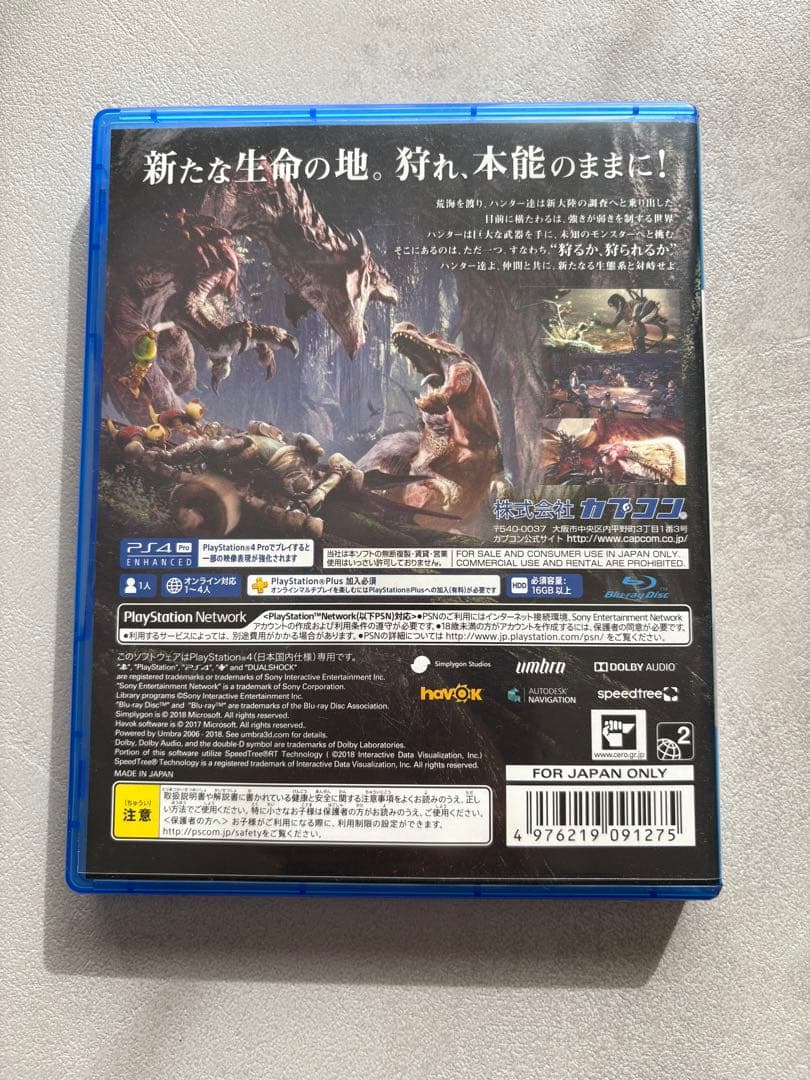 新たな生命の地。狩れ、本能のままに!
荒海を渡り、ハンター達は新大陸の調査へと乗り出した。
目前に横たわるは、強きが弱きを制する世界
ハンターは巨大な武器を手に、未知のモンスターへと挑む
そこにあるのは、ただ一つ。すなわち、“狩るか、狩られるか”
ハンター達よ、仲間と共に、新たなる生態系と対峙せよ。
株式会社 カプコン
〒540-0037 大阪市中央区内平野町3丁目1番3号
カプコン公式サイト http://www.capcom.co.jp/
PS4 Pro
ENHANCED
PlayStation®4 Proでプレイすると
一部の映像表現が強化されます
当社は本ソフトの無断複製・賃貸・営業
使用はいっさい許可しておりません。
FOR SALE AND CONSUMER USE IN JAPAN ONLY.
COMMERCIAL USE AND RENTAL ARE PROHIBITED.
1人
オンライン対応
1~4人
PlayStation®Plus 加入必須
オンラインマルチプレイを楽しむにはPlayStation®Plusへの加入(有料)が必要です
HDD
必須容量:
16GB以上
Blu-ray Disc
PlayStation Network
<PlayStation™Network(以下PSN)対応>●PSNのご利用にはインターネット接続環境、Sony Entertainment Network
アカウントの作成および利用条件の遵守が必要です。●18歳未満の方がアカウントを作成するには、保護者の同意が必要です。
●利用するサービスによっては、別途費用がかかる場合があります。●PSNの詳細については http://www.jp.playstation.com/psn/ をご覧ください。
このソフトウェアはPlayStation®4(日本国内仕様)専用です。
"PlayStation", "PS4", and "DUALSHOCK"
are registered trademarks or trademarks of Sony Interactive Entertainment Inc.
"Sony Entertainment Network" is a trademark of Sony Corporation.
Library programs ©Sony Interactive Entertainment Inc.
"Blu-ray Disc™" and "Blu-ray™" are trademarks of the Blu-ray Disc Association.
Simplygon is © 2018 Microsoft. All rights reserved.
Havok software is © 2017 Microsoft. All rights reserved.
Powered by Umbra 2006 - 2018. See umbra3d.com for details.
Dolby, Dolby Audio, and the double-D symbol are trademarks of Dolby Laboratories.
Portion of this software utilize SpeedTree®RT Technology (©2018 Interactive Data Visualization, Inc.)
SpeedTree® Technology is Interactive Data Visualization, Inc. All rights reserved.
MADE IN JAPAN
Simplygon Studios
umbra
DOLBY AUDIO
havok
AUTODESK
NAVIGATION
speedtree
www.cero.gr.jp
2
FOR JAPAN ONLY
(ちゅうい)
注意
取扱説明書や解説書に書かれている健康と安全に関する注意事項をよくお読みのうえ、正し
い方法でご使用ください。特に小さなお子様は保護者の方がお読みのうえ、ご使用ください。
<保護者の方へ> お子様がご利用になる際に、利用制限の設定ができます。
http://pscom.jp/safetyをご覧ください。
4 976219 091275